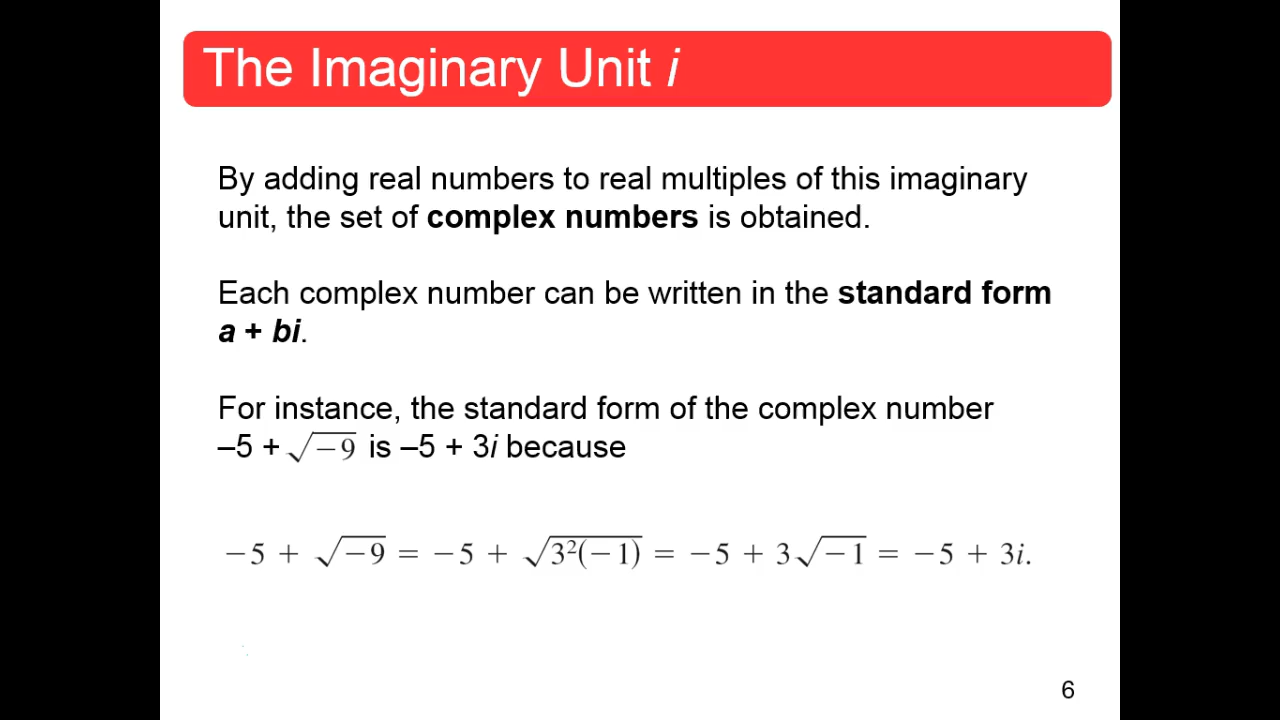 The Imaginary Unit i
By adding real numbers to real multiples of this imaginary
unit, the set of complex numbers is obtained.
Each complex number can be written in the standard form
a + bi.
For instance, the standard form of the complex number
–5 + √−9 is –5 + 3i because
−5 + √−9 = −5 + √3²(−1) = −5 + 3√−1 = −5 + 3i.
6